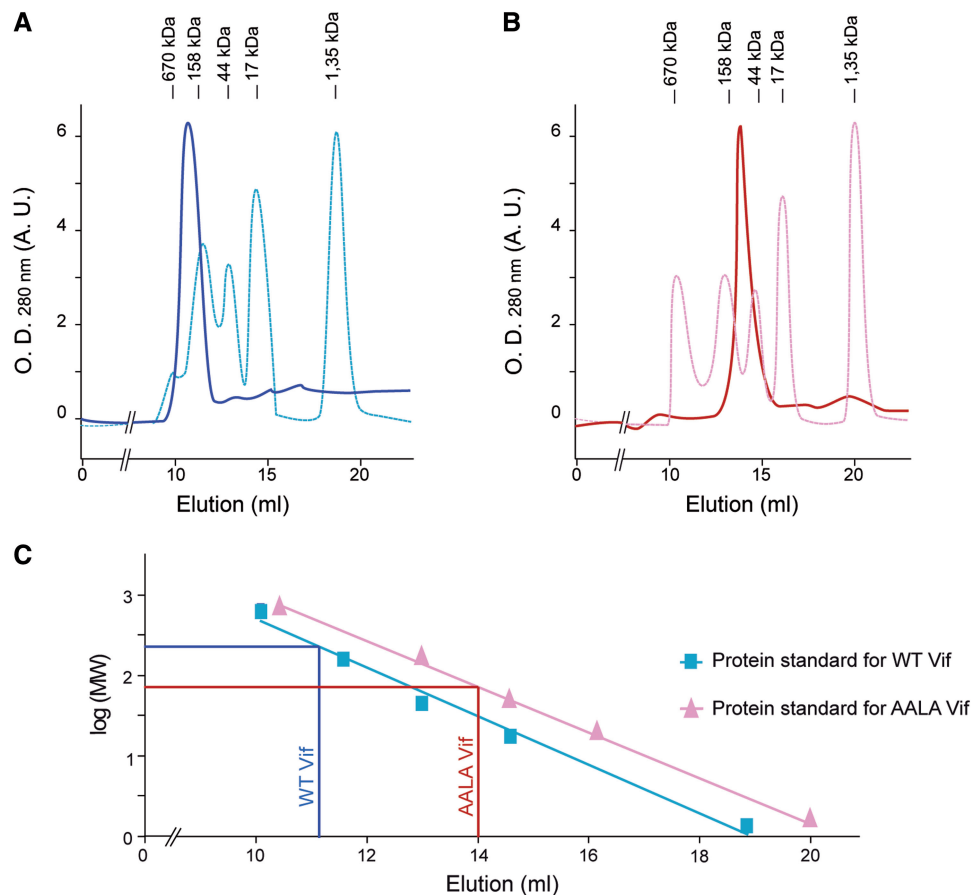 A
670 kDa
158 kDa
44 kDa
17 kDa
1,35 kDa
6
4
2
0
O. D. 280 nm (A. U.)
0
10
15
20
Elution (ml)
B
670 kDa
158 kDa
44 kDa
17 kDa
1,35 kDa
6
4
2
0
O. D. 280 nm (A. U.)
0
10
15
20
Elution (ml)
C
3
2
1
0
log (MW)
WT Vif
AALA Vif
Protein standard for WT Vif
Protein standard for AALA Vif
0
10
12
14
16
18
20
Elution (ml)